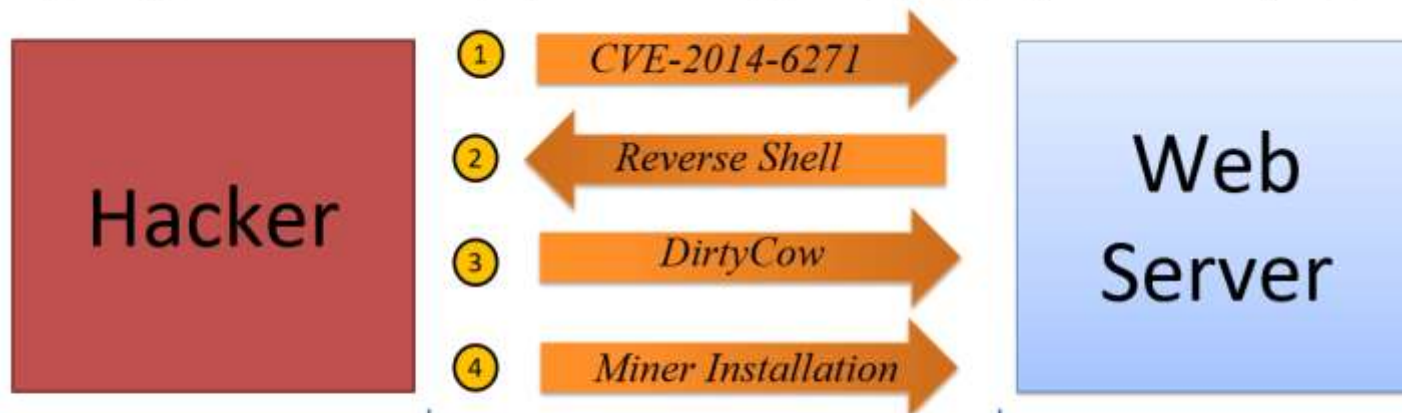 Hacker
1
CVE-2014-6271
2
Reverse Shell
3
DirtyCow
4
Miner Installation
Web
Server